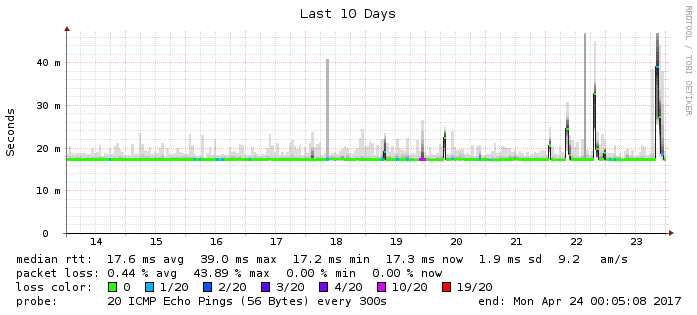 Last 10 Days
RRDTOOL / TOBI OETIKER
Seconds
40 m
30 m
20 m
10 m
0
14 15 16 17 18 19 20 21 22 23
median rtt: 17.6 ms avg 39.0 ms max 17.2 ms min 17.3 ms now 1.9 ms sd 9.2 am/s
packet loss: 0.44 % avg 43.89 % max 0.00 % min 0.00 % now
loss color: 0 1/20 2/20 3/20 4/20 10/20 19/20
probe: 20 ICMP Echo Pings (56 Bytes) every 300s end: Mon Apr 24 00:05:08 2017